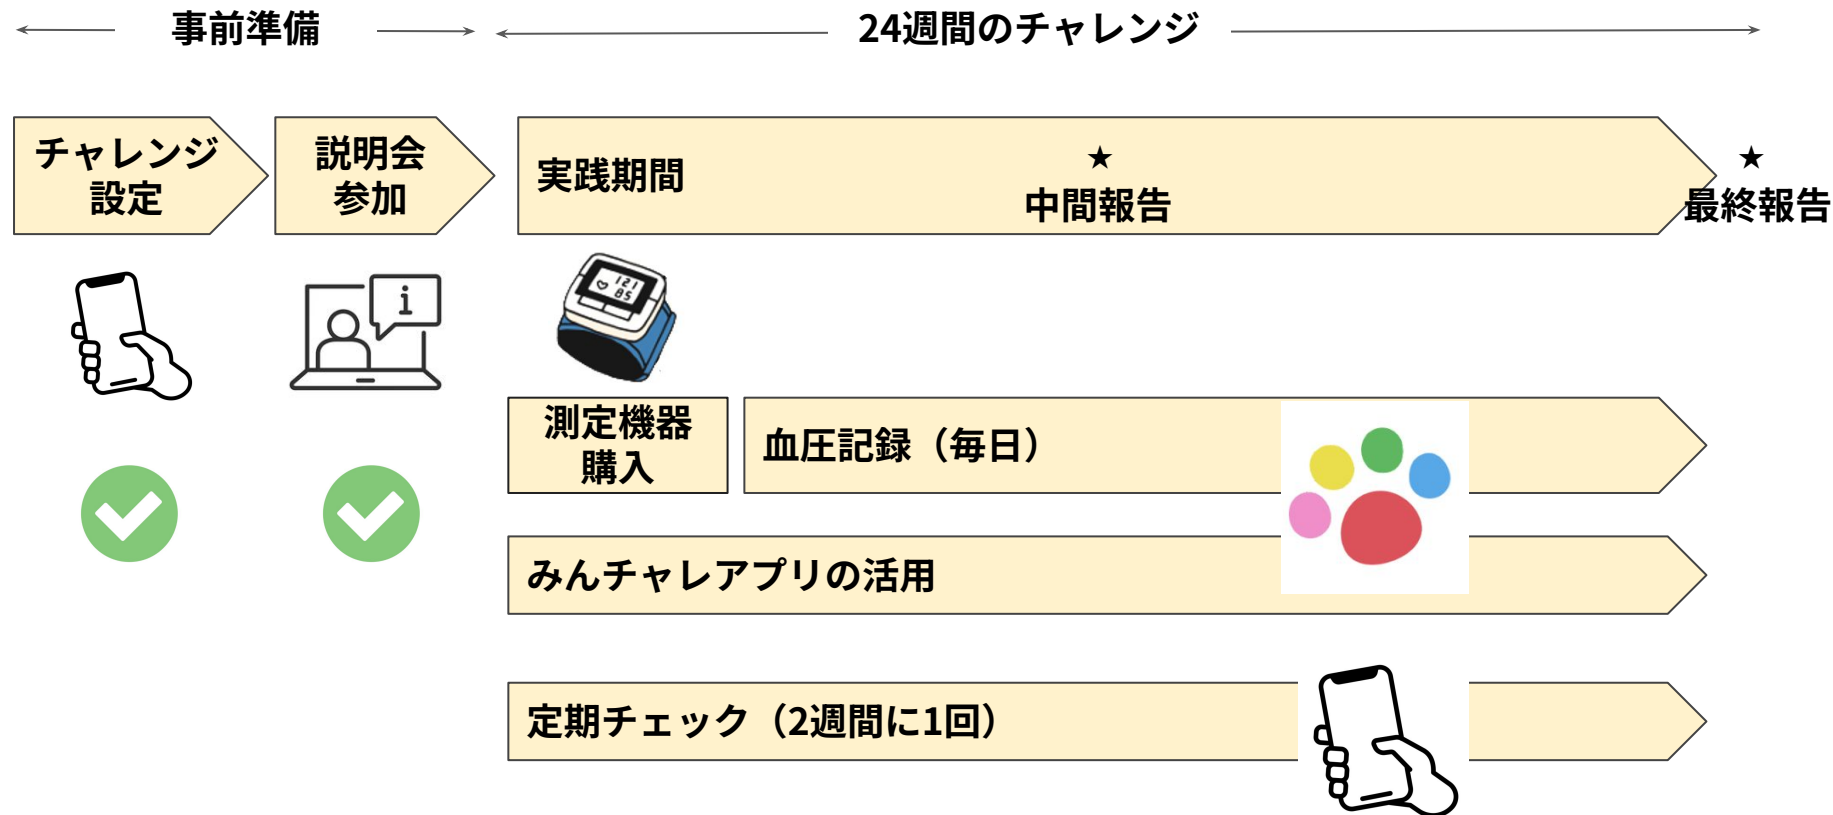 事前準備
24週間のチャレンジ
チャレンジ
設定
説明会
参加
実践期間
★
中間報告
★
最終報告
i
121
85
測定機器
購入
血圧記録（毎日）
みんチャレアプリの活用
定期チェック（2週間に1回）